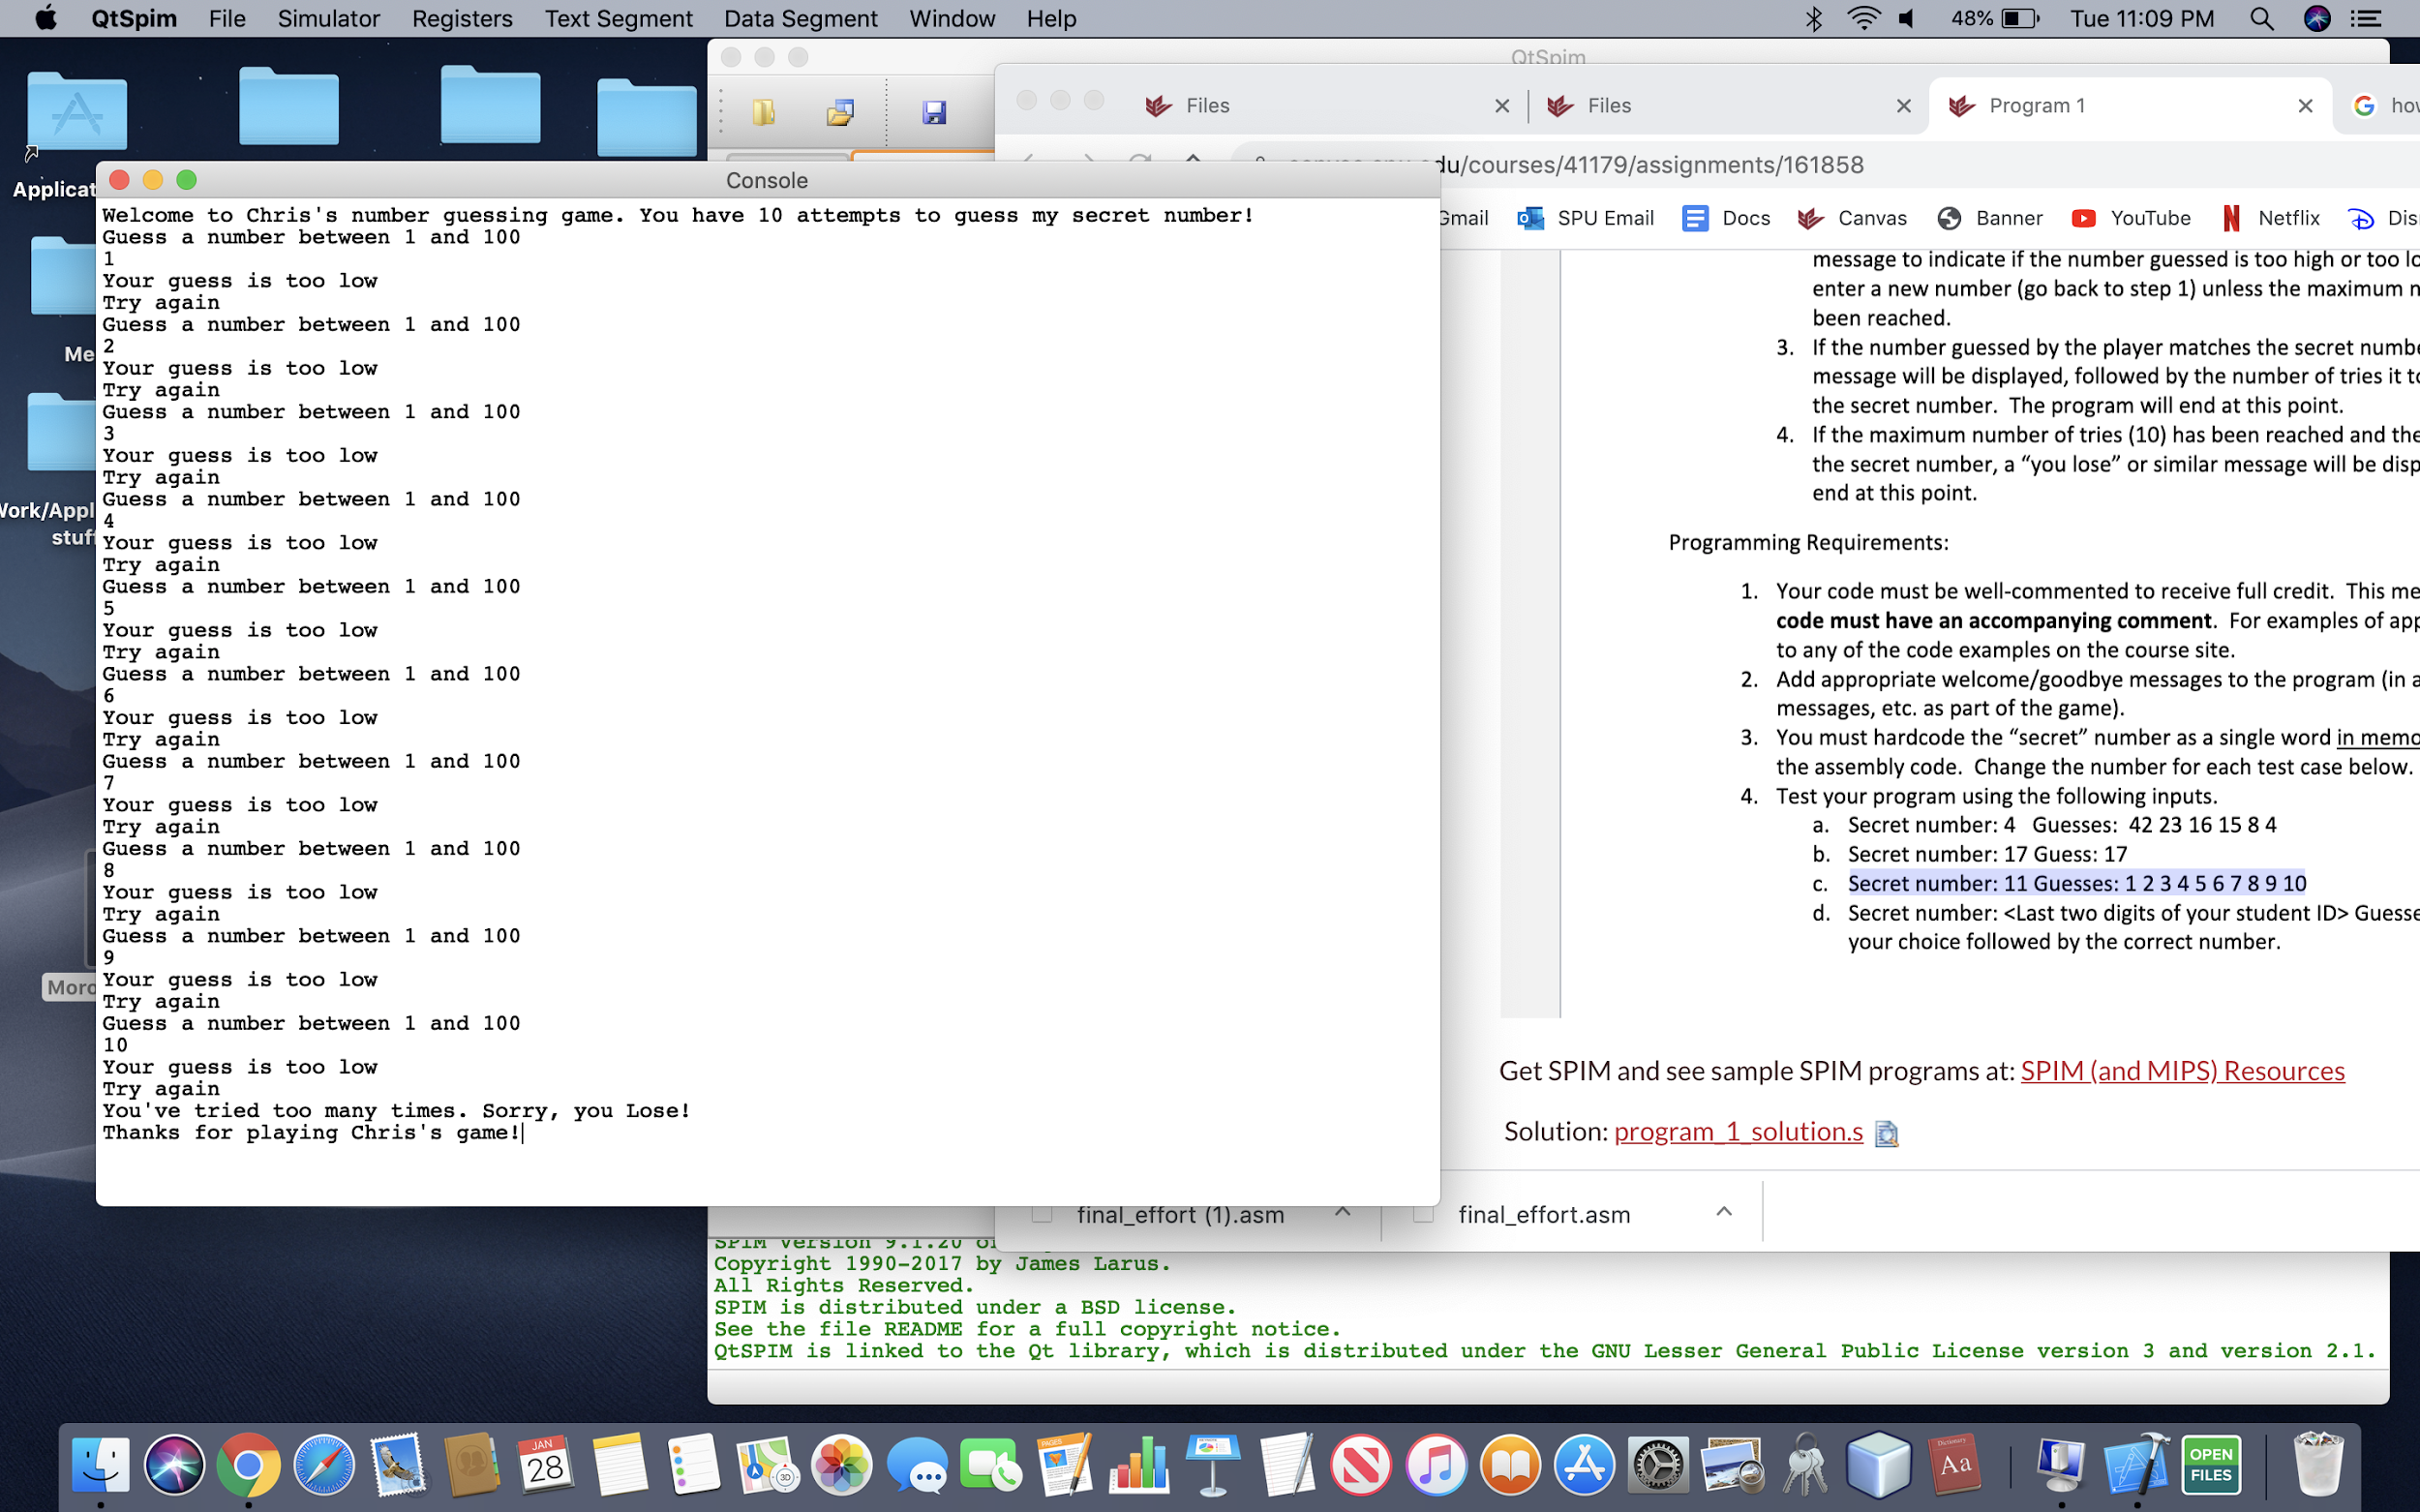 QtSpim File Simulator Registers Text Segment Data Segment Window Help 48% Tue 11:09 PM
QtSpim
Files Files Program 1
du/courses/41179/assignments/161858
Gmail SPU Email Docs Canvas Banner YouTube Netflix
Console
Welcome to Chris's number guessing game. You have 10 attempts to guess my secret number!
Guess a number between 1 and 100
1
Your guess is too low
Try again
Guess a number between 1 and 100
2
Your guess is too low
Try again
Guess a number between 1 and 100
3
Your guess is too low
Try again
Guess a number between 1 and 100
4
Your guess is too low
Try again
Guess a number between 1 and 100
5
Your guess is too low
Try again
Guess a number between 1 and 100
6
Your guess is too low
Try again
Guess a number between 1 and 100
7
Your guess is too low
Try again
Guess a number between 1 and 100
8
Your guess is too low
Try again
Guess a number between 1 and 100
9
Your guess is too low
Try again
Guess a number between 1 and 100
10
Your guess is too low
Try again
You've tried too many times. Sorry, you Lose!
Thanks for playing Chris's game!
Applicat
Me
Work/Appl
stuff
Moro
message to indicate if the number guessed is too high or too lo
enter a new number (go back to step 1) unless the maximum n
been reached.
3. If the number guessed by the player matches the secret numbe
message will be displayed, followed by the number of tries it to
the secret number. The program will end at this point.
4. If the maximum number of tries (10) has been reached and the
the secret number, a “you lose” or similar message will be disp
end at this point.
Programming Requirements:
1. Your code must be well-commented to receive full credit. This me
code must have an accompanying comment. For examples of app
to any of the code examples on the course site.
2. Add appropriate welcome/goodbye messages to the program (in a
messages, etc. as part of the game).
3. You must hardcode the “secret” number as a single word in memo
the assembly code. Change the number for each test case below.
4. Test your program using the following inputs.
a. Secret number: 4 Guesses: 42 23 16 15 8 4
b. Secret number: 17 Guess: 17
c. Secret number: 11 Guesses: 1 2 3 4 5 6 7 8 9 10
d. Secret number: <Last two digits of your student ID> Guesse
your choice followed by the correct number.
Get SPIM and see sample SPIM programs at: SPIM (and MIPS) Resources
Solution: program_1_solution.s
final_effort (1).asm final_effort.asm
SPIM Version 9.1.20 of
Copyright 1990-2017 by James Larus.
All Rights Reserved.
SPIM is distributed under a BSD license.
See the file README for a full copyright notice.
QtSPIM is linked to the Qt library, which is distributed under the GNU Lesser General Public License version 3 and version 2.1.
JAN
28
PAGES
3D
Dictionary
Aa
OPEN
FILES